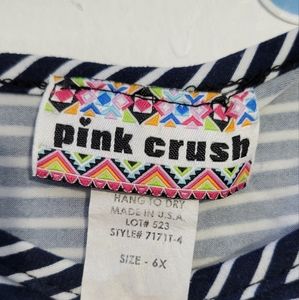 pink crush
HANG TO DRY
MADE IN U.S.A.
LOT# 523
STYLE# 7171T-4
SIZE - 6X